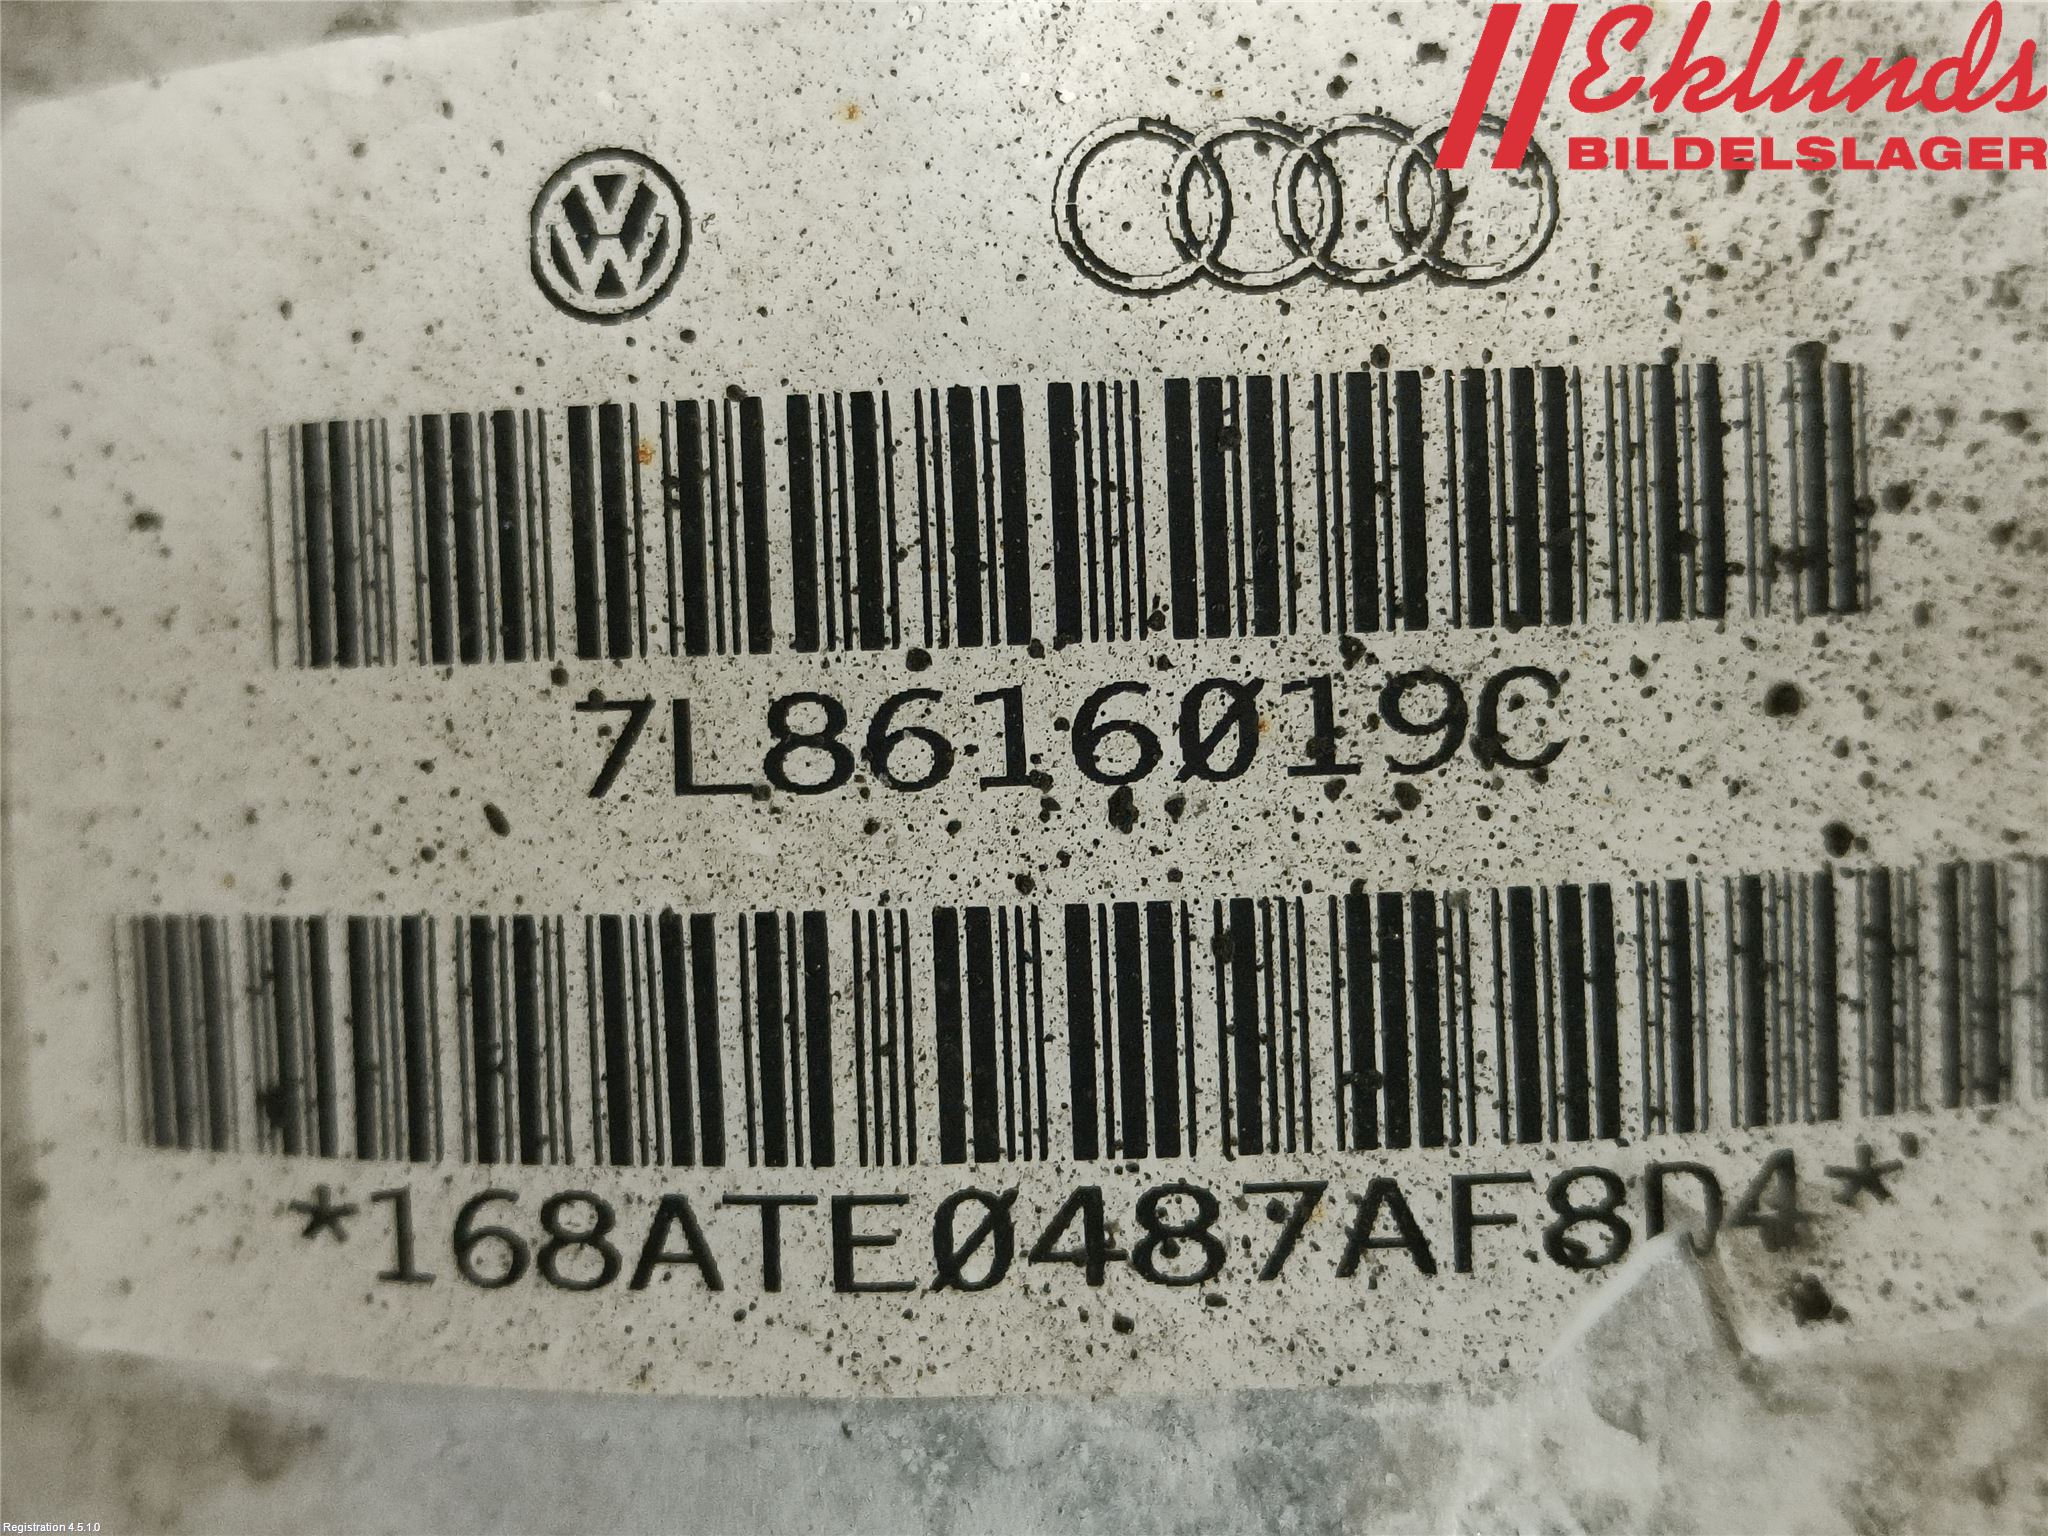 Eklunds
BILDELSLAGER
7L8616019C
*168ATE0487AF8D4*
Registration 4.5.1.0